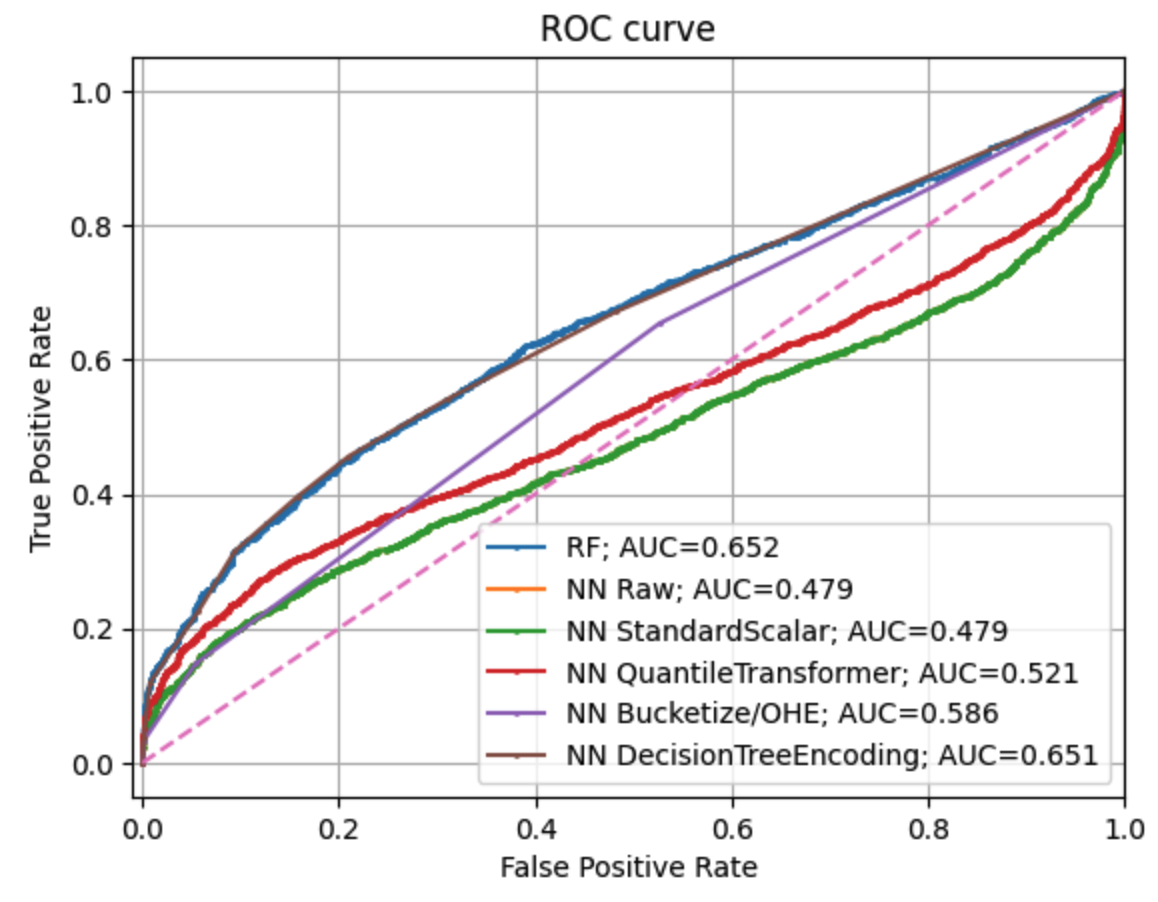 ROC curve
1.0
0.8
0.6
0.4
0.2
0.0
True Positive Rate
RF; AUC=0.652
NN Raw; AUC=0.479
NN StandardScalar; AUC=0.479
NN QuantileTransformer; AUC=0.521
NN Bucketize/OHE; AUC=0.586
NN DecisionTreeEncoding; AUC=0.651
0.0 0.2 0.4 0.6 0.8 1.0
False Positive Rate